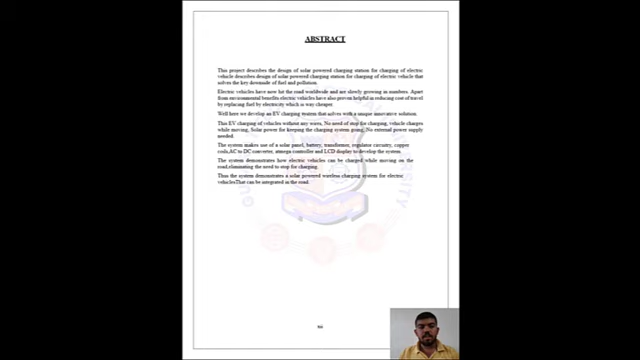 ABSTRACT
This project describes the design of solar powered charging station for charging of electric
vehicle describes design of solar powered charging station for charging of electric vehicle that
solves the key downside of fuel and pollution.
Electric vehicles have now hit the road worldwide and are slowly growing in numbers. Apart
from environmental benefits electric vehicles have also proven helpful in reducing cost of travel
by replacing fuel by electricity which is way cheaper.
Well here we develop an EV charging system that solves with a unique innovative solution.
This EV charging of vehicles without any wires, No need of stop for charging, vehicle charges
while moving, Solar power for keeping the charging system going, No external power supply
needed.
The system makes use of a solar panel, battery, transformer, regulator circuitry, copper
coils,AC to DC converter, atmega controller and LCD display to develop the system.
The system demonstrates how electric vehicles can be charged while moving on the
road,eliminating the need to stop for charging.
Thus the system demonstrates a solar powered wireless charging system for electric
vehiclesThat can be integrated in the road.